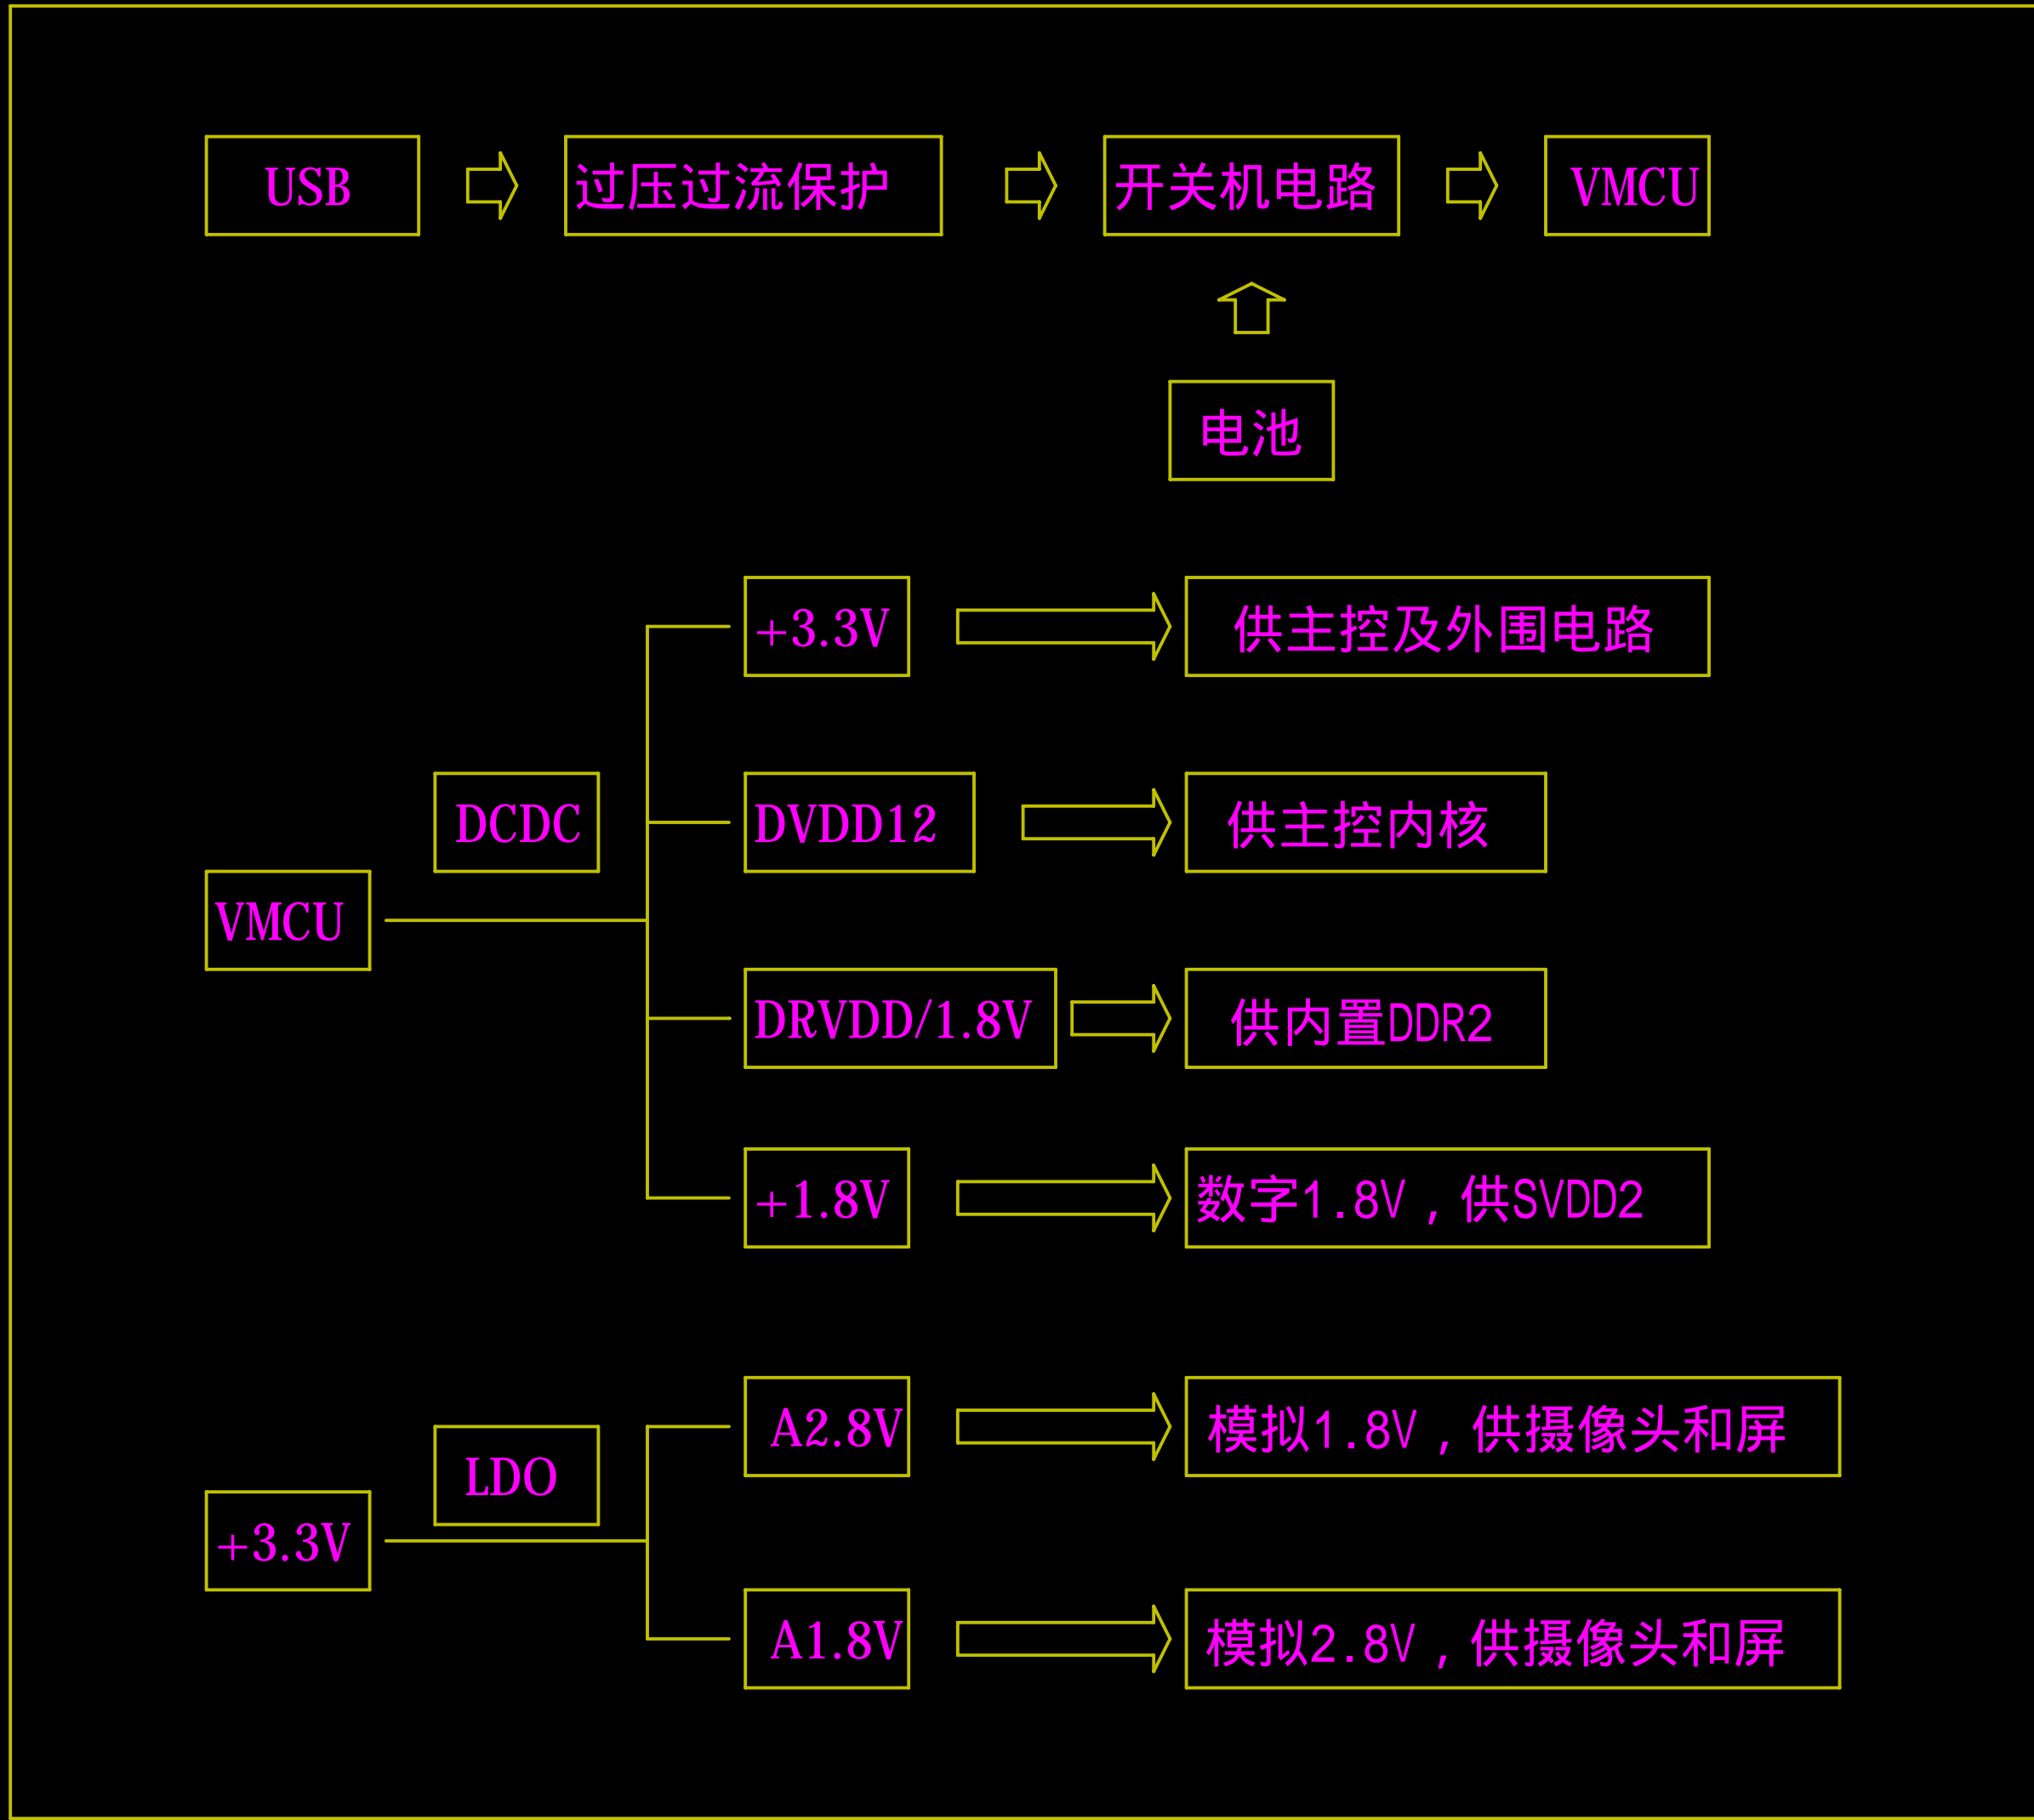 USB
过压过流保护
开关机电路
VMCU
电池
+3.3V
供主控及外围电路
DCDC
DVDD12
供主控内核
VMCU
DRVDD/1.8V
供内置DDR2
+1.8V
数字1.8V，供SVDD2
A2.8V
模拟1.8V，供摄像头和屏
LDO
+3.3V
A1.8V
模拟2.8V，供摄像头和屏